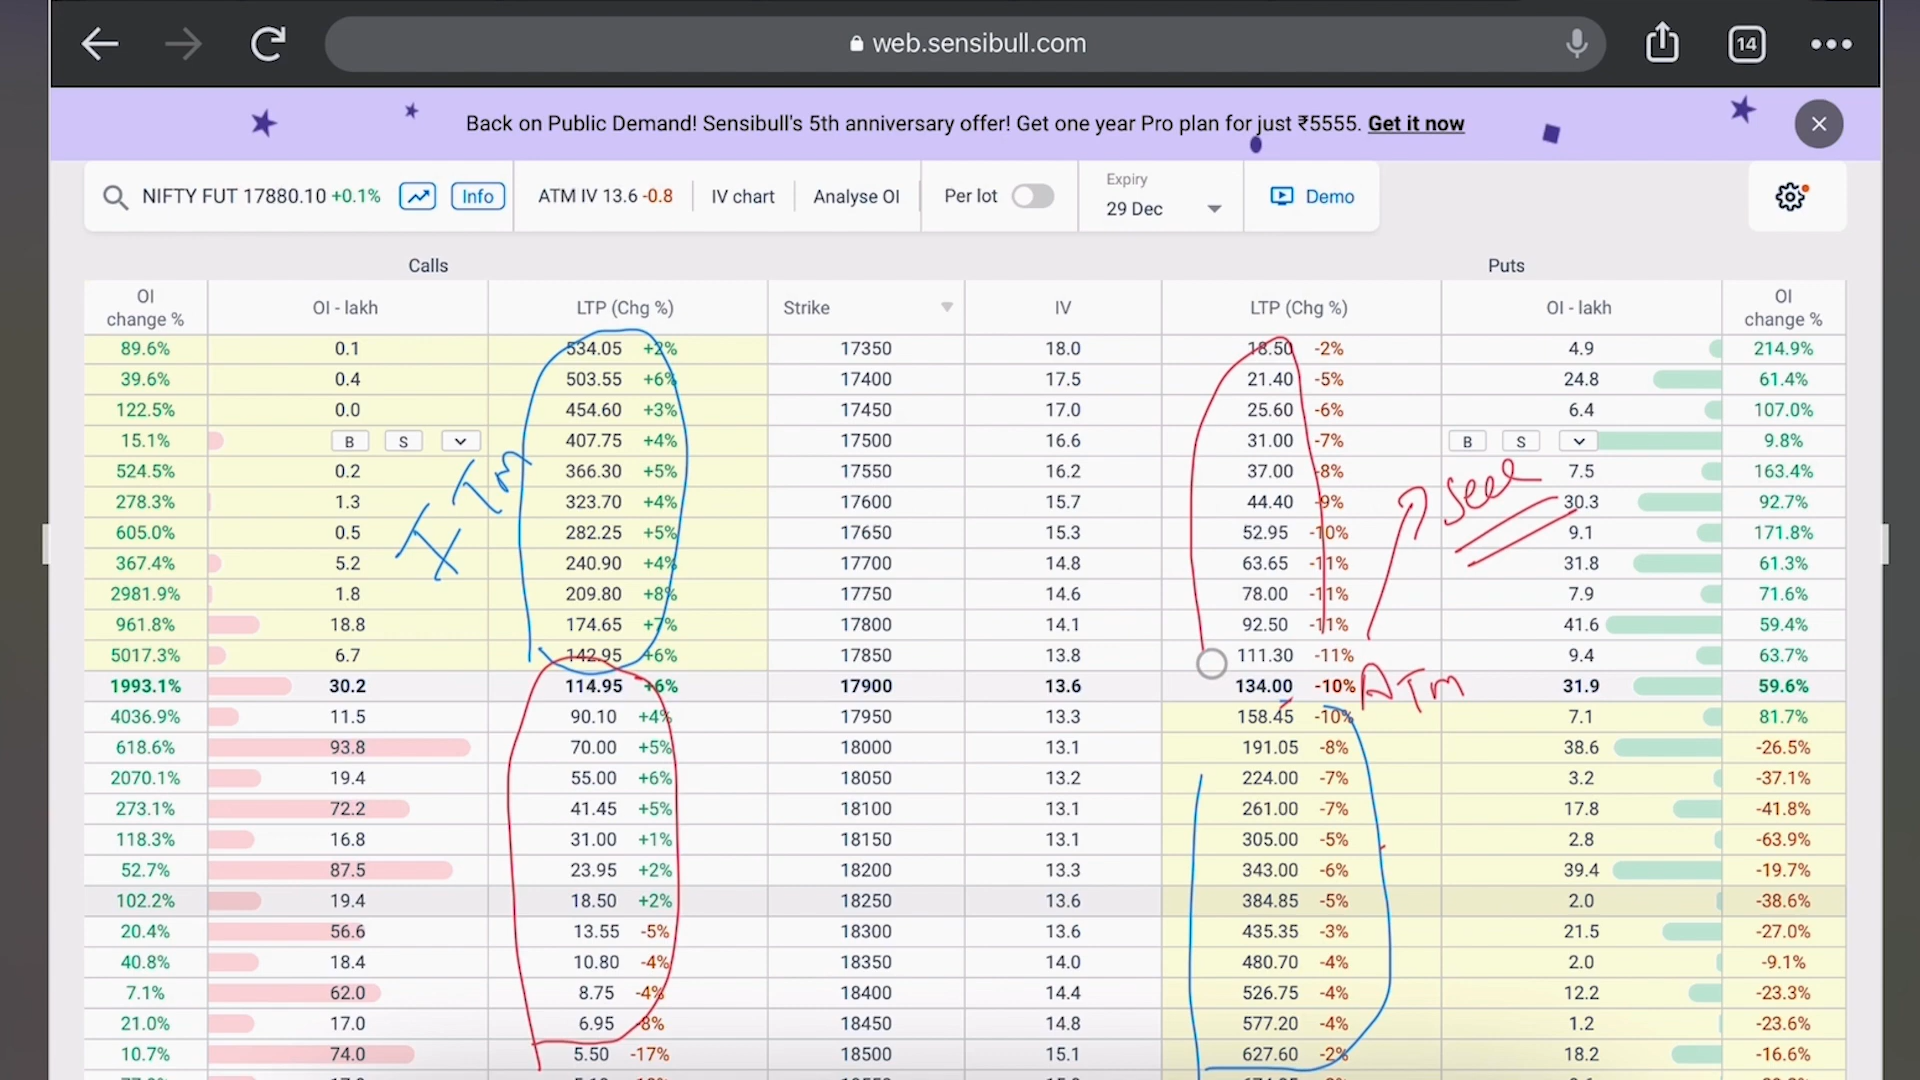 web.sensibull.com
14
Back on Public Demand! Sensibull's 5th anniversary offer! Get one year Pro plan for just ₹5555. Get it now
NIFTY FUT 17880.10 +0.1% Info ATM IV 13.6 -0.8 IV chart Analyse OI Per lot Expiry 29 Dec Demo
Calls Puts
OI change % OI - lakh LTP (Chg %) Strike IV LTP (Chg %) OI - lakh OI change %
89.6% 0.1 534.05 +2% 17350 18.0 18.50 -2% 4.9 214.9%
39.6% 0.4 503.55 +6% 17400 17.5 21.40 -5% 24.8 61.4%
122.5% 0.0 454.60 +3% 17450 17.0 25.60 -6% 6.4 107.0%
15.1% B S 407.75 +4% 17500 16.6 31.00 -7% B S 9.8%
524.5% 0.2 366.30 +5% 17550 16.2 37.00 -8% 7.5 163.4%
278.3% 1.3 323.70 +4% 17600 15.7 44.40 -9% 30.3 92.7%
605.0% 0.5 282.25 +5% 17650 15.3 52.95 -10% 9.1 171.8%
367.4% 5.2 240.90 +4% 17700 14.8 63.65 -11% 31.8 61.3%
2981.9% 1.8 209.80 +8% 17750 14.6 78.00 -11% 7.9 71.6%
961.8% 18.8 174.65 +7% 17800 14.1 92.50 -11% 41.6 59.4%
5017.3% 6.7 142.95 +6% 17850 13.8 111.30 -11% 9.4 63.7%
1993.1% 30.2 114.95 +6% 17900 13.6 134.00 -10% 31.9 59.6%
4036.9% 11.5 90.10 +4% 17950 13.3 158.45 -10% 7.1 81.7%
618.6% 93.8 70.00 +5% 18000 13.1 191.05 -8% 38.6 -26.5%
2070.1% 19.4 55.00 +6% 18050 13.2 224.00 -7% 3.2 -37.1%
273.1% 72.2 41.45 +5% 18100 13.1 261.00 -7% 17.8 -41.8%
118.3% 16.8 31.00 +1% 18150 13.1 305.00 -5% 2.8 -63.9%
52.7% 87.5 23.95 +2% 18200 13.3 343.00 -6% 39.4 -19.7%
102.2% 19.4 18.50 +2% 18250 13.6 384.85 -5% 2.0 -38.6%
20.4% 56.6 13.55 -5% 18300 13.6 435.35 -3% 21.5 -27.0%
40.8% 18.4 10.80 -4% 18350 14.0 480.70 -4% 2.0 -9.1%
7.1% 62.0 8.75 -4% 18400 14.4 526.75 -4% 12.2 -23.3%
21.0% 17.0 6.95 -8% 18450 14.8 577.20 -4% 1.2 -23.6%
10.7% 74.0 5.50 -17% 18500 15.1 627.60 -2% 18.2 -16.6%
ITm
Seel
ATm